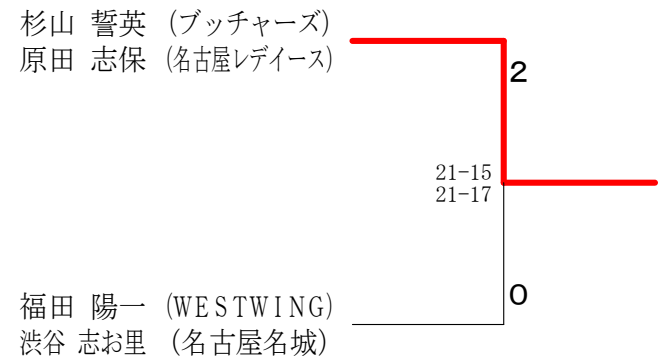 杉山 誓英 (ブッチャーズ)
原田 志保 (名古屋レデイース)
2
21-15
21-17
0
福田 陽一 (WESTWING)
渋谷 志お里 (名古屋名城)